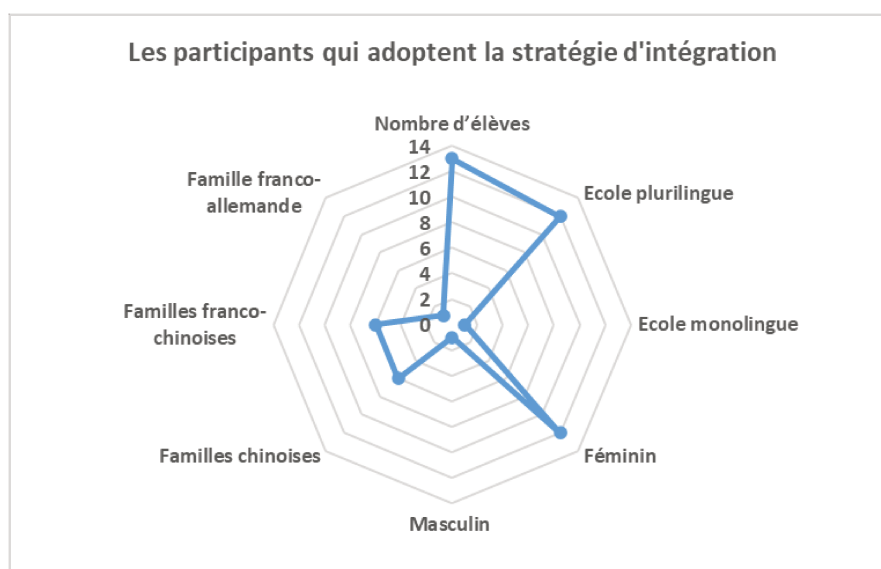 Les participants qui adoptent la stratégie d'intégration
Nombre d’élèves
14
12
10
8
6
4
2
0
Ecole plurilingue
Ecole monolingue
Féminin
Masculin
Familles chinoises
Familles franco-
chinoises
Famille franco-
allemande